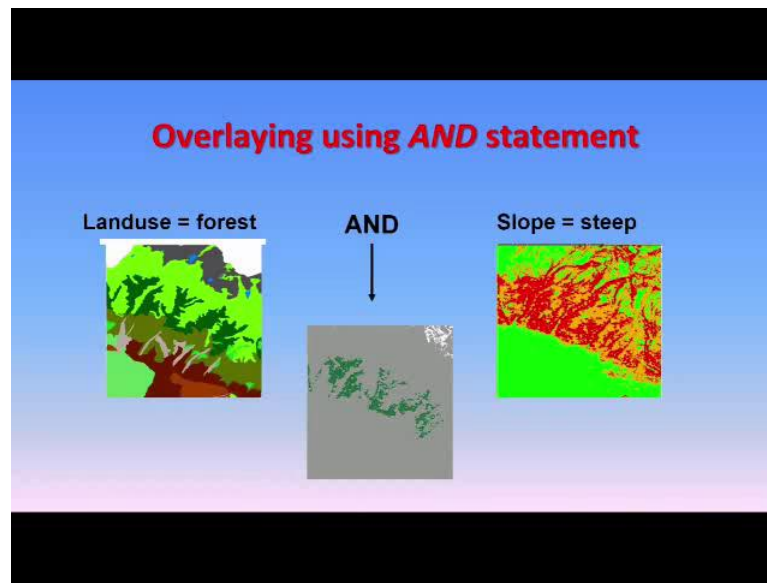 Overlaying using AND statement
Landuse = forest
AND
Slope = steep